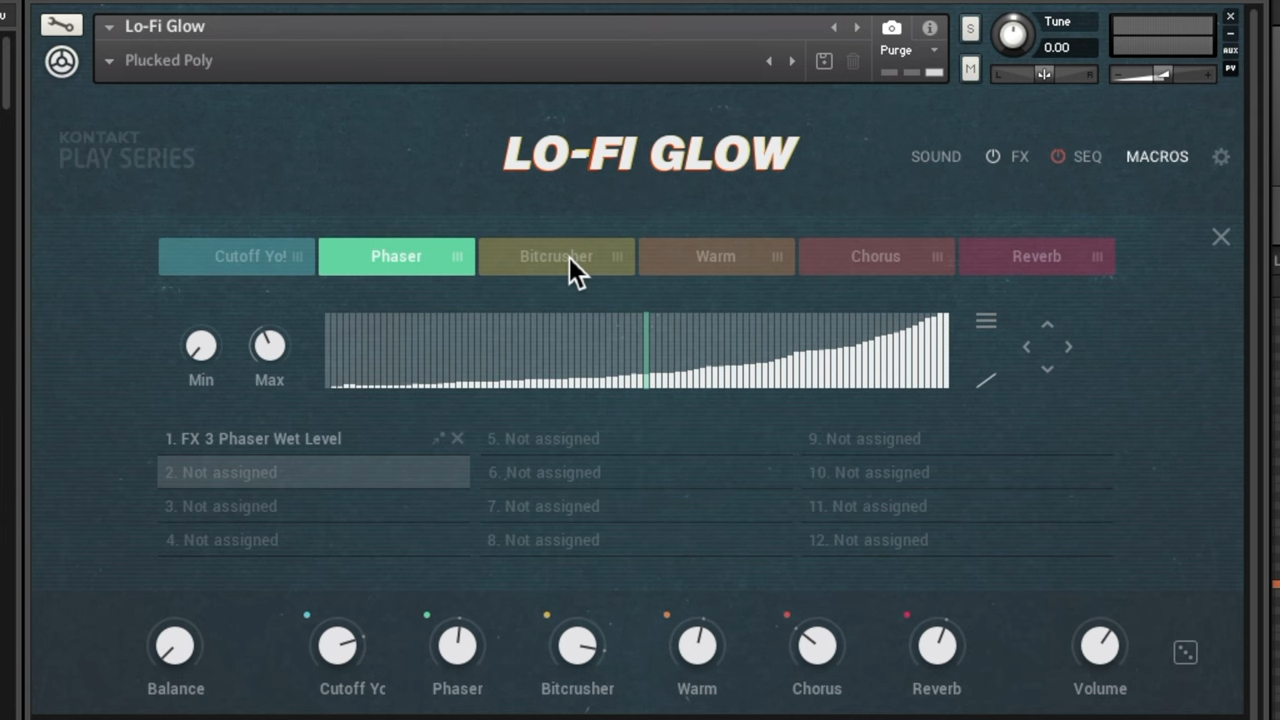 Lo-Fi Glow
Plucked Poly
Purge
S
M
Tune
0.00
L R
AUX
PV
KONTAKT
PLAY SERIES
LO-FI GLOW
SOUND FX SEQ MACROS
Cutoff Yo! Phaser Bitcrusher Warm Chorus Reverb
Min Max
1. FX 3 Phaser Wet Level 5. Not assigned 9. Not assigned
2. Not assigned 6. Not assigned 10. Not assigned
3. Not assigned 7. Not assigned 11. Not assigned
4. Not assigned 8. Not assigned 12. Not assigned
Balance Cutoff Yo Phaser Bitcrusher Warm Chorus Reverb Volume